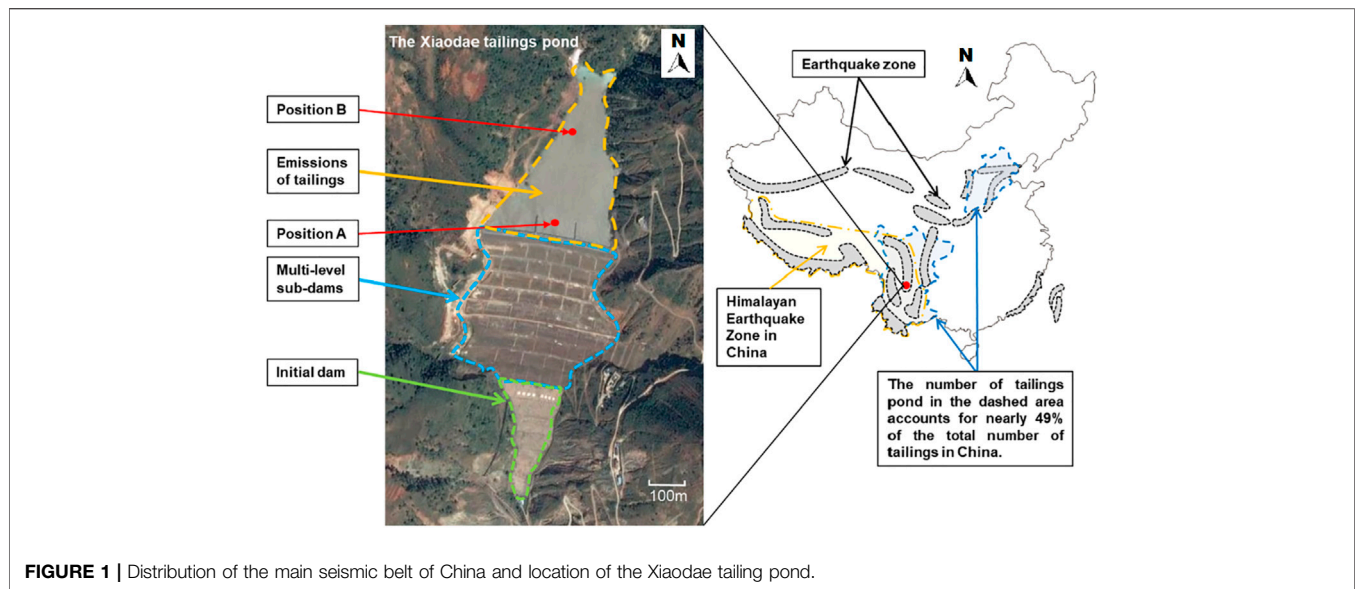 The Xiaodae tailings pond
N
Position B
Emissions
of tailings
Position A
Multi-level
sub-dams
Initial dam
100m
Earthquake zone
N
Himalayan
Earthquake
Zone in
China
The number of tailings
pond in the dashed area
accounts for nearly 49%
of the total number of
tailings in China.
FIGURE 1 | Distribution of the main seismic belt of China and location of the Xiaodae tailing pond.